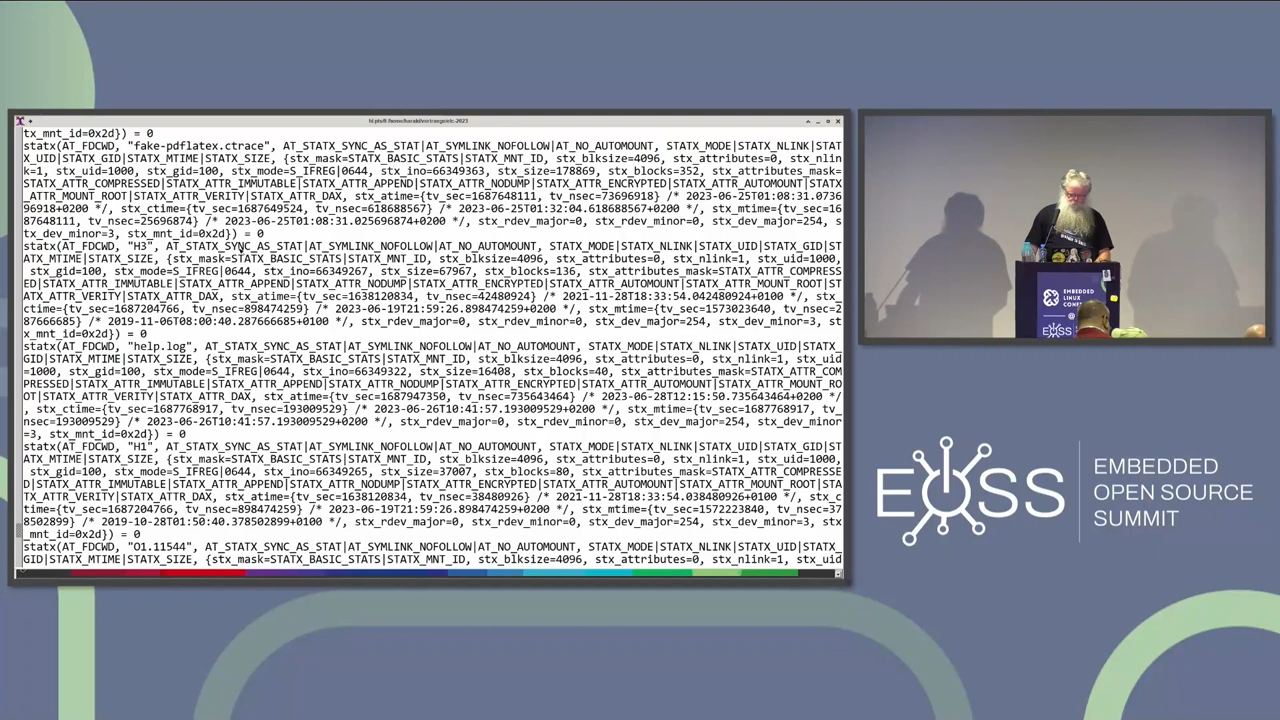 hl:pts/8 /home/harald/vortraege/elc-2023
tx_mnt_id=0x2d}) = 0
statx(AT_FDCWD, "fake-pdflatex.ctrace", AT_STATX_SYNC_AS_STAT|AT_SYMLINK_NOFOLLOW|AT_NO_AUTOMOUNT, STATX_MODE|STATX_NLINK|STAT
X_UID|STATX_GID|STATX_MTIME|STATX_SIZE, {stx_mask=STATX_BASIC_STATS|STATX_MNT_ID, stx_blksize=4096, stx_attributes=0, stx_nlin
k=1, stx_uid=1000, stx_gid=100, stx_mode=S_IFREG|0644, stx_ino=66349363, stx_size=178869, stx_blocks=352, stx_attributes_mask=
STATX_ATTR_COMPRESSED|STATX_ATTR_IMMUTABLE|STATX_ATTR_APPEND|STATX_ATTR_NODUMP|STATX_ATTR_ENCRYPTED|STATX_ATTR_AUTOMOUNT|STATX
_ATTR_MOUNT_ROOT|STATX_ATTR_VERITY|STATX_ATTR_DAX, stx_atime={tv_sec=1687648111, tv_nsec=73696918} /* 2023-06-25T01:08:31.0736
96918+0200 */, stx_ctime={tv_sec=1687649524, tv_nsec=618688567} /* 2023-06-25T01:32:04.618688567+0200 */, stx_mtime={tv_sec=16
87648111, tv_nsec=25696874} /* 2023-06-25T01:08:31.025696874+0200 */, stx_rdev_major=0, stx_rdev_minor=0, stx_dev_major=254, s
tx_dev_minor=3, stx_mnt_id=0x2d}) = 0
statx(AT_FDCWD, "H3", AT_STATX_SYNC_AS_STAT|AT_SYMLINK_NOFOLLOW|AT_NO_AUTOMOUNT, STATX_MODE|STATX_NLINK|STATX_UID|STATX_GID|ST
ATX_MTIME|STATX_SIZE, {stx_mask=STATX_BASIC_STATS|STATX_MNT_ID, stx_blksize=4096, stx_attributes=0, stx_nlink=1, stx_uid=1000,
stx_gid=100, stx_mode=S_IFREG|0644, stx_ino=66349267, stx_size=67967, stx_blocks=136, stx_attributes_mask=STATX_ATTR_COMPRESS
ED|STATX_ATTR_IMMUTABLE|STATX_ATTR_APPEND|STATX_ATTR_NODUMP|STATX_ATTR_ENCRYPTED|STATX_ATTR_AUTOMOUNT|STATX_ATTR_MOUNT_ROOT|ST
ATX_ATTR_VERITY|STATX_ATTR_DAX, stx_atime={tv_sec=1638120834, tv_nsec=42480924} /* 2021-11-28T18:33:54.042480924+0100 */, stx_
ctime={tv_sec=1687204766, tv_nsec=898474259} /* 2023-06-19T21:59:26.898474259+0200 */, stx_mtime={tv_sec=1573023640, tv_nsec=2
87666685} /* 2019-11-06T08:00:40.287666685+0100 */, stx_rdev_major=0, stx_rdev_minor=0, stx_dev_major=254, stx_dev_minor=3, st
x_mnt_id=0x2d}) = 0
statx(AT_FDCWD, "help.log", AT_STATX_SYNC_AS_STAT|AT_SYMLINK_NOFOLLOW|AT_NO_AUTOMOUNT, STATX_MODE|STATX_NLINK|STATX_UID|STATX_
GID|STATX_MTIME|STATX_SIZE, {stx_mask=STATX_BASIC_STATS|STATX_MNT_ID, stx_blksize=4096, stx_attributes=0, stx_nlink=1, stx_uid
=1000, stx_gid=100, stx_mode=S_IFREG|0644, stx_ino=66349322, stx_size=16408, stx_blocks=40, stx_attributes_mask=STATX_ATTR_COM
PRESSED|STATX_ATTR_IMMUTABLE|STATX_ATTR_APPEND|STATX_ATTR_NODUMP|STATX_ATTR_ENCRYPTED|STATX_ATTR_AUTOMOUNT|STATX_ATTR_MOUNT_RO
OT|STATX_ATTR_VERITY|STATX_ATTR_DAX, stx_atime={tv_sec=1687947350, tv_nsec=735643464} /* 2023-06-28T12:15:50.735643464+0200 */
, stx_ctime={tv_sec=1687768917, tv_nsec=193009529} /* 2023-06-26T10:41:57.193009529+0200 */, stx_mtime={tv_sec=1687768917, tv_
nsec=193009529} /* 2023-06-26T10:41:57.193009529+0200 */, stx_rdev_major=0, stx_rdev_minor=0, stx_dev_major=254, stx_dev_minor
=3, stx_mnt_id=0x2d}) = 0
statx(AT_FDCWD, "H1", AT_STATX_SYNC_AS_STAT|AT_SYMLINK_NOFOLLOW|AT_NO_AUTOMOUNT, STATX_MODE|STATX_NLINK|STATX_UID|STATX_GID|ST
ATX_MTIME|STATX_SIZE, {stx_mask=STATX_BASIC_STATS|STATX_MNT_ID, stx_blksize=4096, stx_attributes=0, stx_nlink=1, stx_uid=1000,
stx_gid=100, stx_mode=S_IFREG|0644, stx_ino=66349265, stx_size=37007, stx_blocks=80, stx_attributes_mask=STATX_ATTR_COMPRESSE
D|STATX_ATTR_IMMUTABLE|STATX_ATTR_APPEND|STATX_ATTR_NODUMP|STATX_ATTR_ENCRYPTED|STATX_ATTR_AUTOMOUNT|STATX_ATTR_MOUNT_ROOT|STA
TX_ATTR_VERITY|STATX_ATTR_DAX, stx_atime={tv_sec=1638120834, tv_nsec=38480926} /* 2021-11-28T18:33:54.038480926+0100 */, stx_c
time={tv_sec=1687204766, tv_nsec=898474259} /* 2023-06-19T21:59:26.898474259+0200 */, stx_mtime={tv_sec=1572223840, tv_nsec=37
8502899} /* 2019-10-28T01:50:40.378502899+0100 */, stx_rdev_major=0, stx_rdev_minor=0, stx_dev_major=254, stx_dev_minor=3, stx
_mnt_id=0x2d}) = 0
statx(AT_FDCWD, "O1.11544", AT_STATX_SYNC_AS_STAT|AT_SYMLINK_NOFOLLOW|AT_NO_AUTOMOUNT, STATX_MODE|STATX_NLINK|STATX_UID|STATX_
GID|STATX_MTIME|STATX_SIZE, {stx_mask=STATX_BASIC_STATS|STATX_MNT_ID, stx_blksize=4096, stx_attributes=0, stx_nlink=1, stx_uid
EMBEDDED
LINUX
EOSS
EOSS
EMBEDDED
OPEN SOURCE
SUMMIT